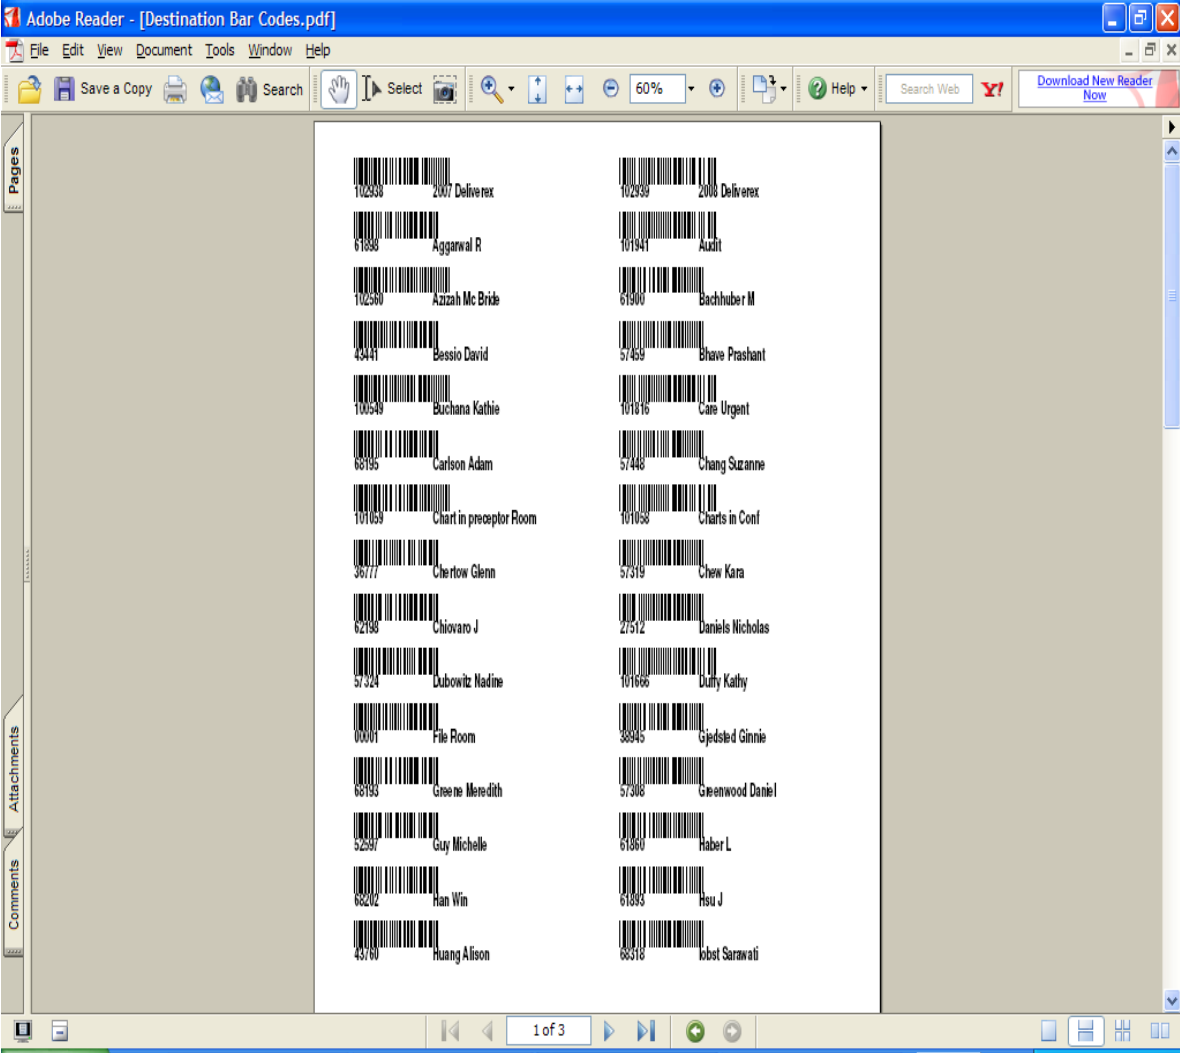 Adobe Reader - [Destination Bar Codes.pdf]
File Edit View Document Tools Window Help
Save a Copy Search Select 60% Help Search Web Y! Download New Reader Now
Pages
Attachments
Comments
102938 2007 Deliverex
102939 2008 Deliverex
61898 Aggarwal R
101941 Audit
102560 Azizah Mc Bride
61900 Bachhuber M
43441 Bessio David
57459 Bhave Prashant
100549 Buchana Kathie
101816 Care Urgent
68195 Carlson Adam
57448 Chang Suzanne
101059 Chart in preceptor Room
101058 Charts in Conf
36777 Chertow Glenn
57319 Chew Kara
62198 Chiovaro J
27512 Daniels Nicholas
57324 Dubowitz Nadine
101666 Duffy Kathy
00001 File Room
38945 Gjedsted Ginnie
68193 Greene Meredith
57308 Greenwood Daniel
52597 Guy Michelle
61860 Haber L
68202 Han Win
61893 Hsu J
43760 Huang Alison
68318 Iobst Sarawati
1 of 3